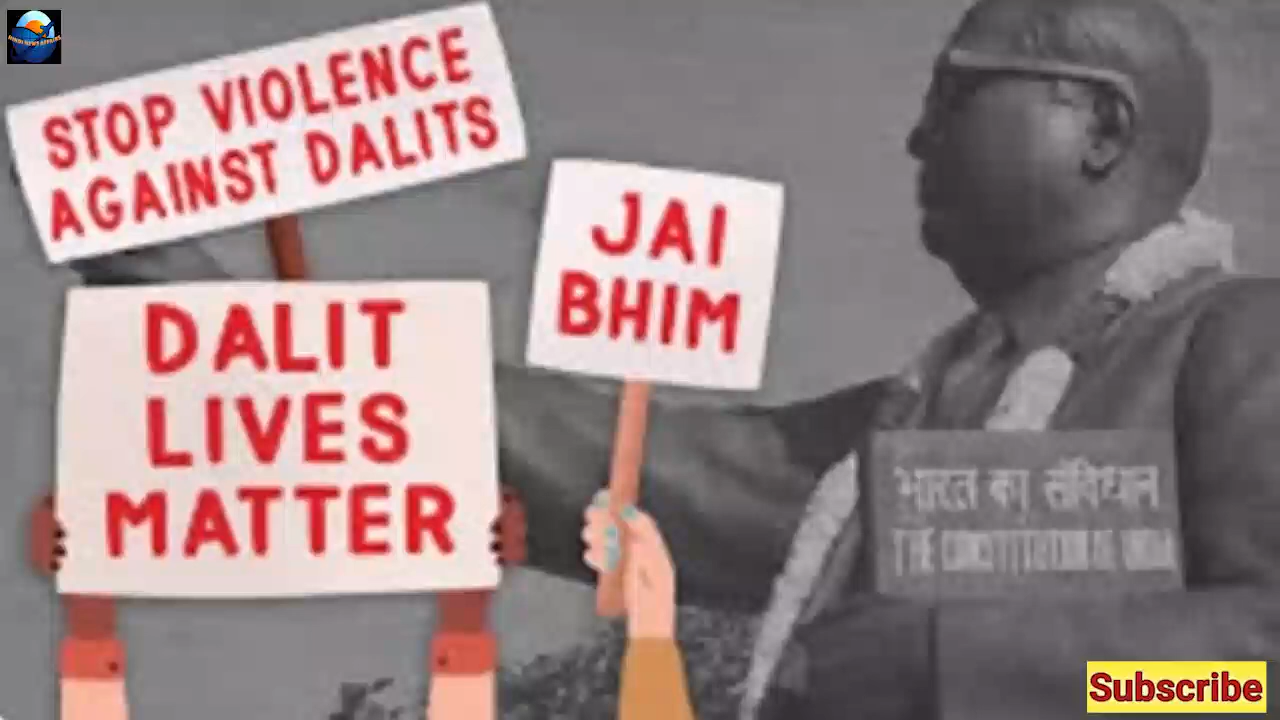 STOP VIOLENCE
AGAINST DALITS
DALIT
LIVES
MATTER
JAI
BHIM
भारत का संविधान
THE CONSTITUTION OF INDIA
Subscribe